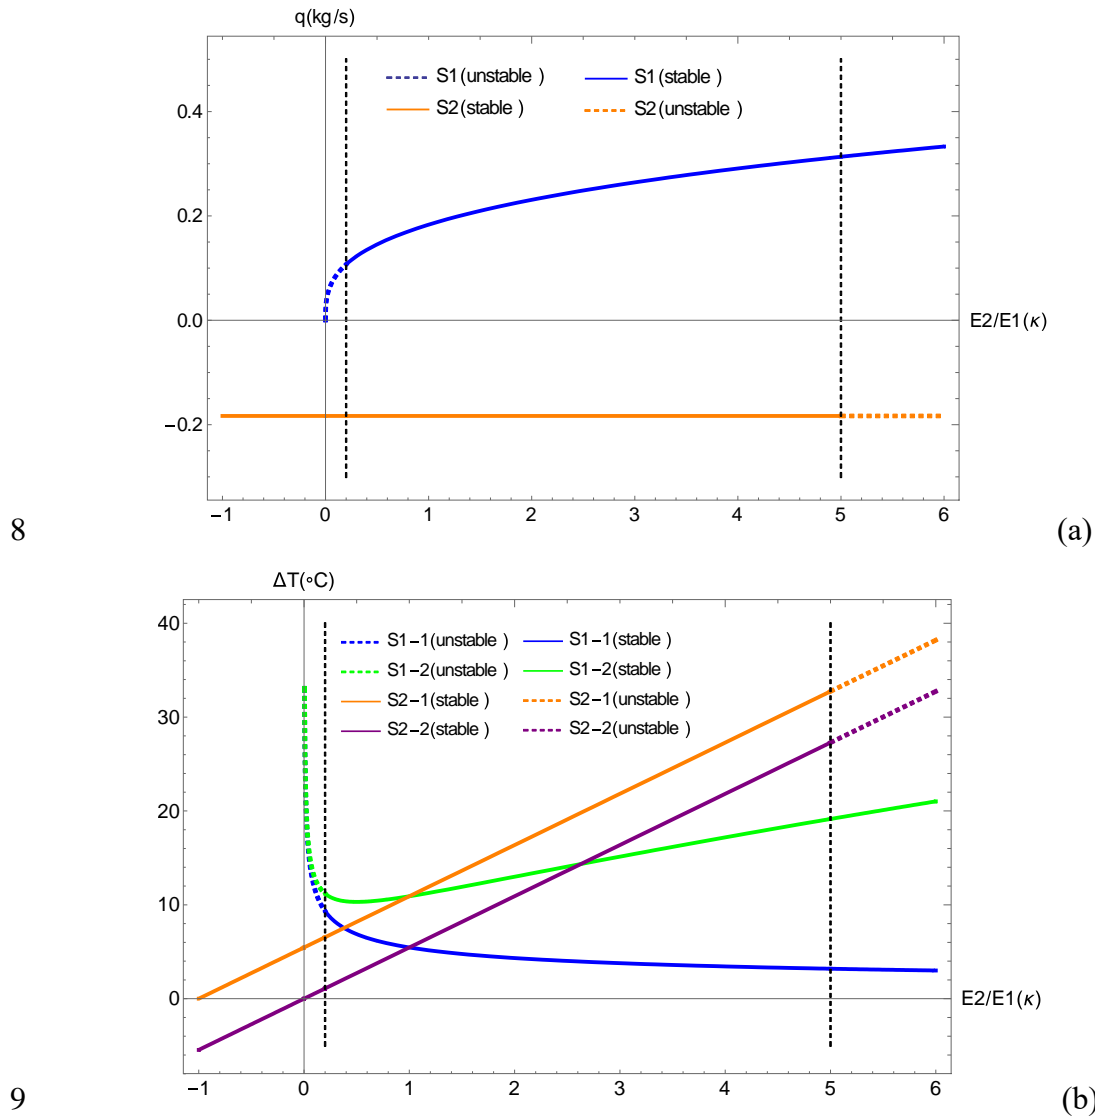 q(kg/s)
S1(unstable) S1(stable)
S2(stable) S2(unstable)
0.4
0.2
0.0
E2/E1(κ)
−0.2
−1 0 1 2 3 4 5 6
8 (a)
ΔT(∘C)
40
S1−1(unstable) S1−1(stable)
S1−2(unstable) S1−2(stable)
S2−1(stable) S2−1(unstable)
30
S2−2(stable) S2−2(unstable)
20
10
0
E2/E1(κ)
−1 0 1 2 3 4 5 6
9 (b)